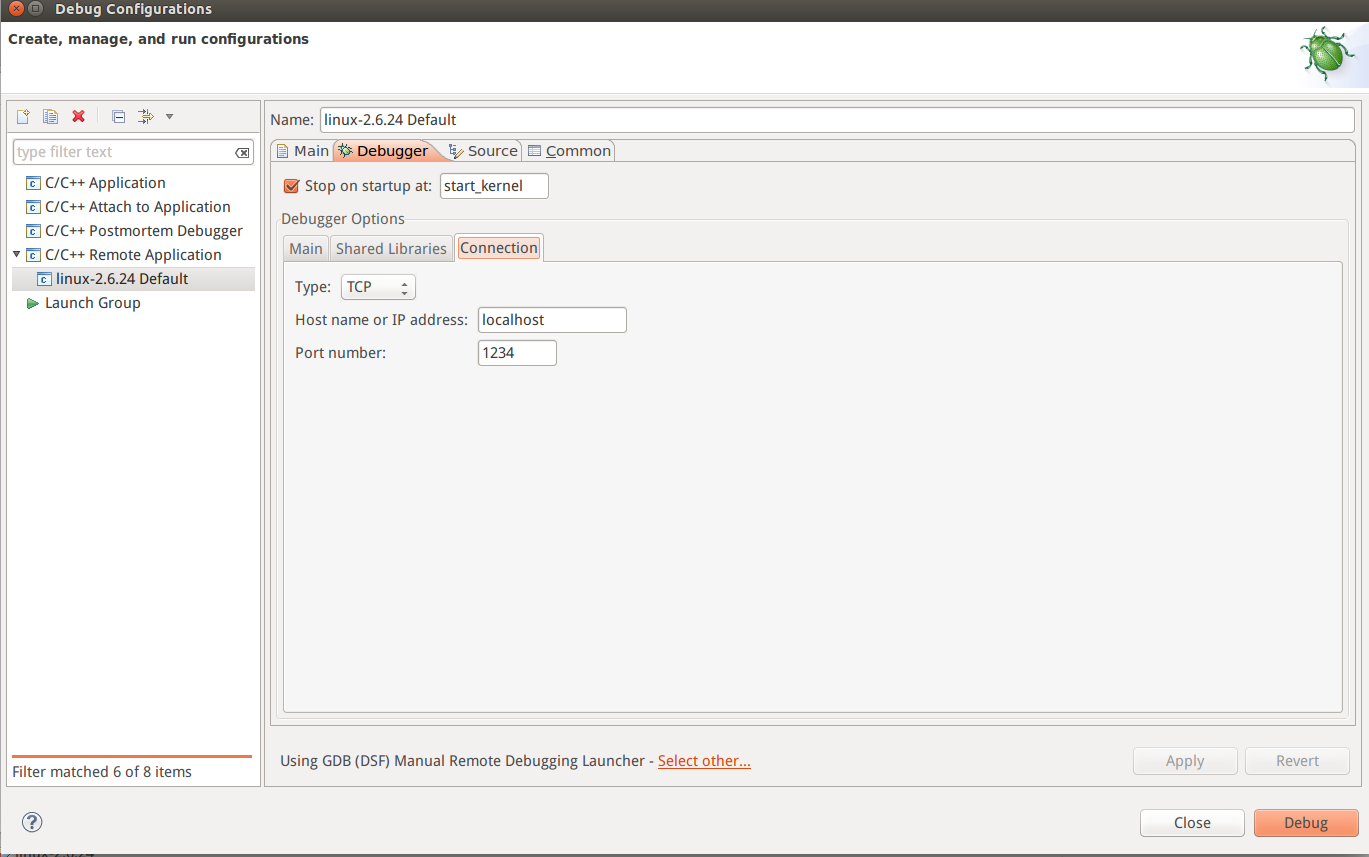 Debug Configurations
Create, manage, and run configurations
Name: linux-2.6.24 Default
type filter text
Main Debugger Source Common
C/C++ Application
C/C++ Attach to Application
C/C++ Postmortem Debugger
C/C++ Remote Application
linux-2.6.24 Default
Launch Group
Stop on startup at: start_kernel
Debugger Options
Main Shared Libraries Connection
Type: TCP
Host name or IP address: localhost
Port number: 1234
Filter matched 6 of 8 items
Using GDB (DSF) Manual Remote Debugging Launcher - Select other...
Apply Revert
Close Debug
linux-2.6.24